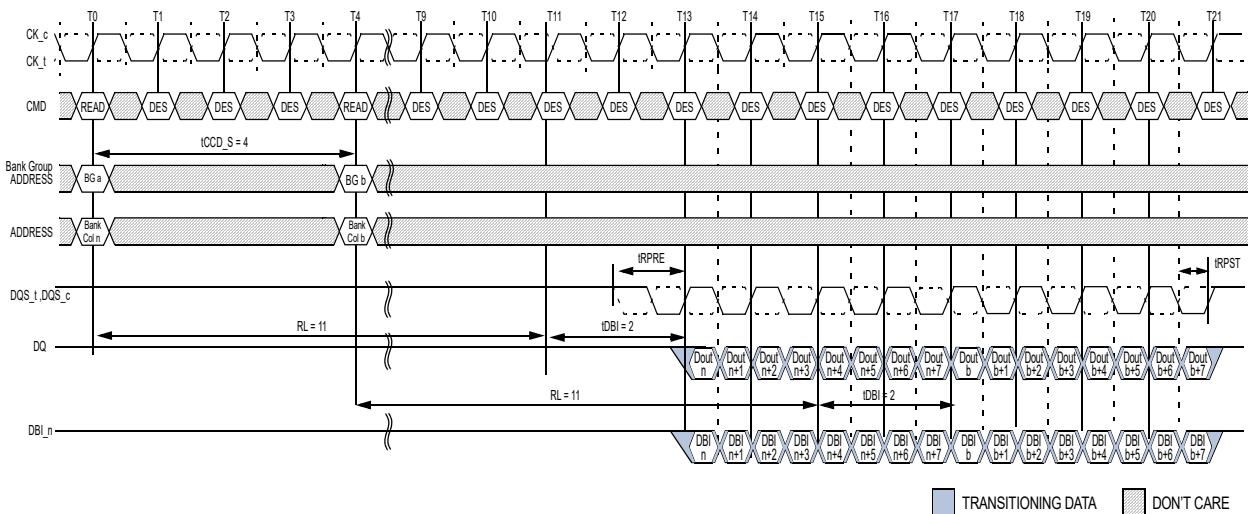 T0 T1 T2 T3 T4 T9 T10 T11 T12 T13 T14 T15 T16 T17 T18 T19 T20 T21
CK_c
CK_t
CMD READ DES DES DES READ DES DES DES DES DES DES DES DES DES DES DES DES DES
tCCD_S = 4
Bank Group
ADDRESS
BG a BG b
ADDRESS
Bank
Col n
Bank
Col b
tRPRE tRPST
DQS_t ,DQS_c
RL = 11 tDBI = 2
DQ
Dout Dout Dout Dout Dout Dout Dout Dout Dout Dout Dout Dout Dout Dout Dout Dout
n n+1 n+2 n+3 n+4 n+5 n+6 n+7 b b+1 b+2 b+3 b+4 b+5 b+6 b+7
RL = 11 tDBI = 2
DBI_n
DBI DBI DBI DBI DBI DBI DBI DBI DBI DBI DBI DBI DBI DBI DBI DBI
n n+1 n+2 n+3 n+4 n+5 n+6 n+7 b b+1 b+2 b+3 b+4 b+5 b+6 b+7
TRANSITIONING DATA DON'T CARE